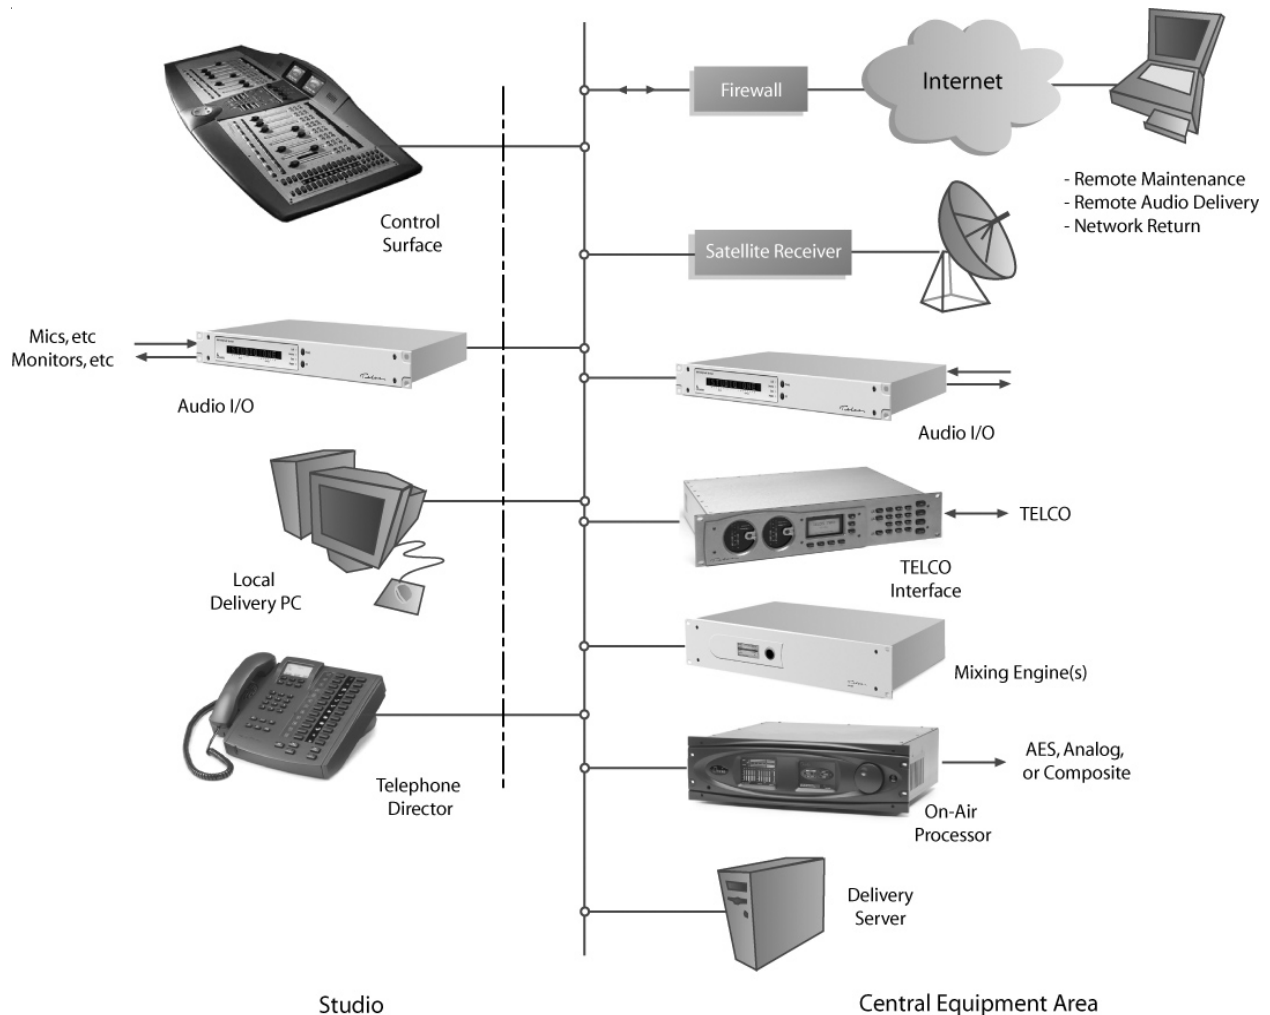 Firewall
Internet
- Remote Maintenance
- Remote Audio Delivery
- Network Return
Control
Surface
Satellite Receiver
Mics, etc
Monitors, etc
Audio I/O
Audio I/O
TELCO
TELCO
Interface
Local
Delivery PC
Mixing Engine(s)
Telephone
Director
AES, Analog,
or Composite
On-Air
Processor
Delivery
Server
Studio
Central Equipment Area